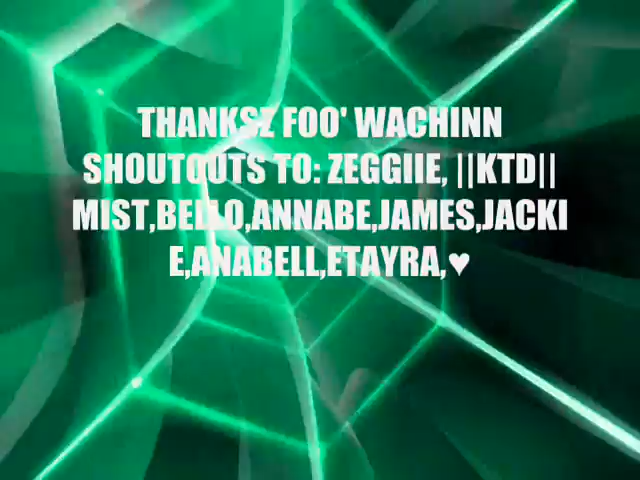 THANKSZ FOO' WACHINN
SHOUTOUTS TO: ZEGGIIE, ||KTD||
MIST,BELLO,ANNABE,JAMES,JACKI
E,ANABELL,ETAYRA,♥